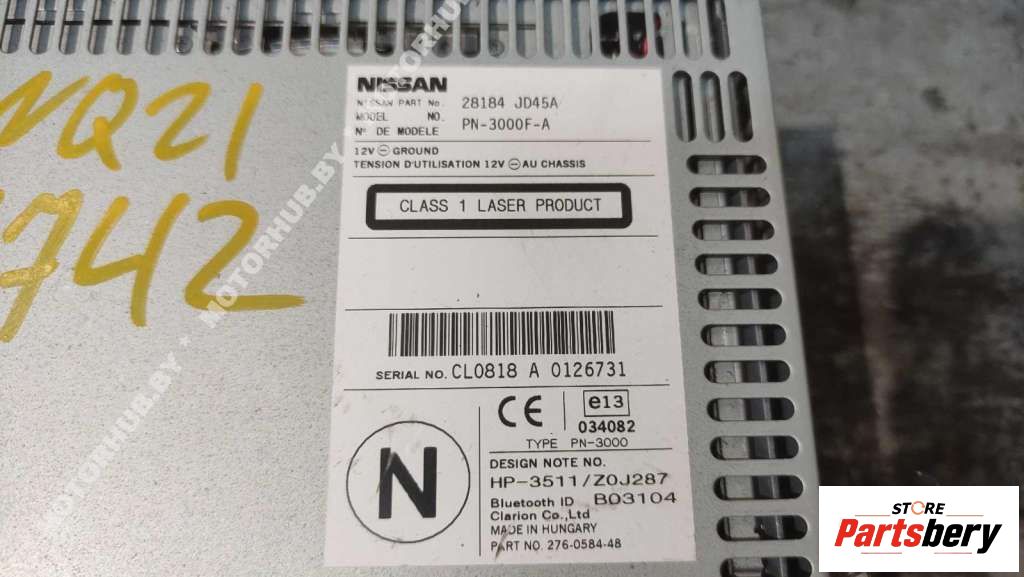 NQ21
742
NISSAN
NISSAN PART No. 28184 JD45A
MODEL NO. PN-3000F-A
N° DE MODELE
12V ⊖ GROUND
TENSION D'UTILISATION 12V ⊖ AU CHASSIS
CLASS 1 LASER PRODUCT
SERIAL NO. CL0818 A 0126731
CE e13
034082
TYPE PN-3000
N
DESIGN NOTE NO.
HP-3511/Z0J287
Bluetooth ID B03104
Clarion Co., Ltd
MADE IN HUNGARY
PART NO. 276-0584-48
MOTORHUB.BY • MOTORHUB.BY • MOTORHUB.BY
STORE
Partsbery